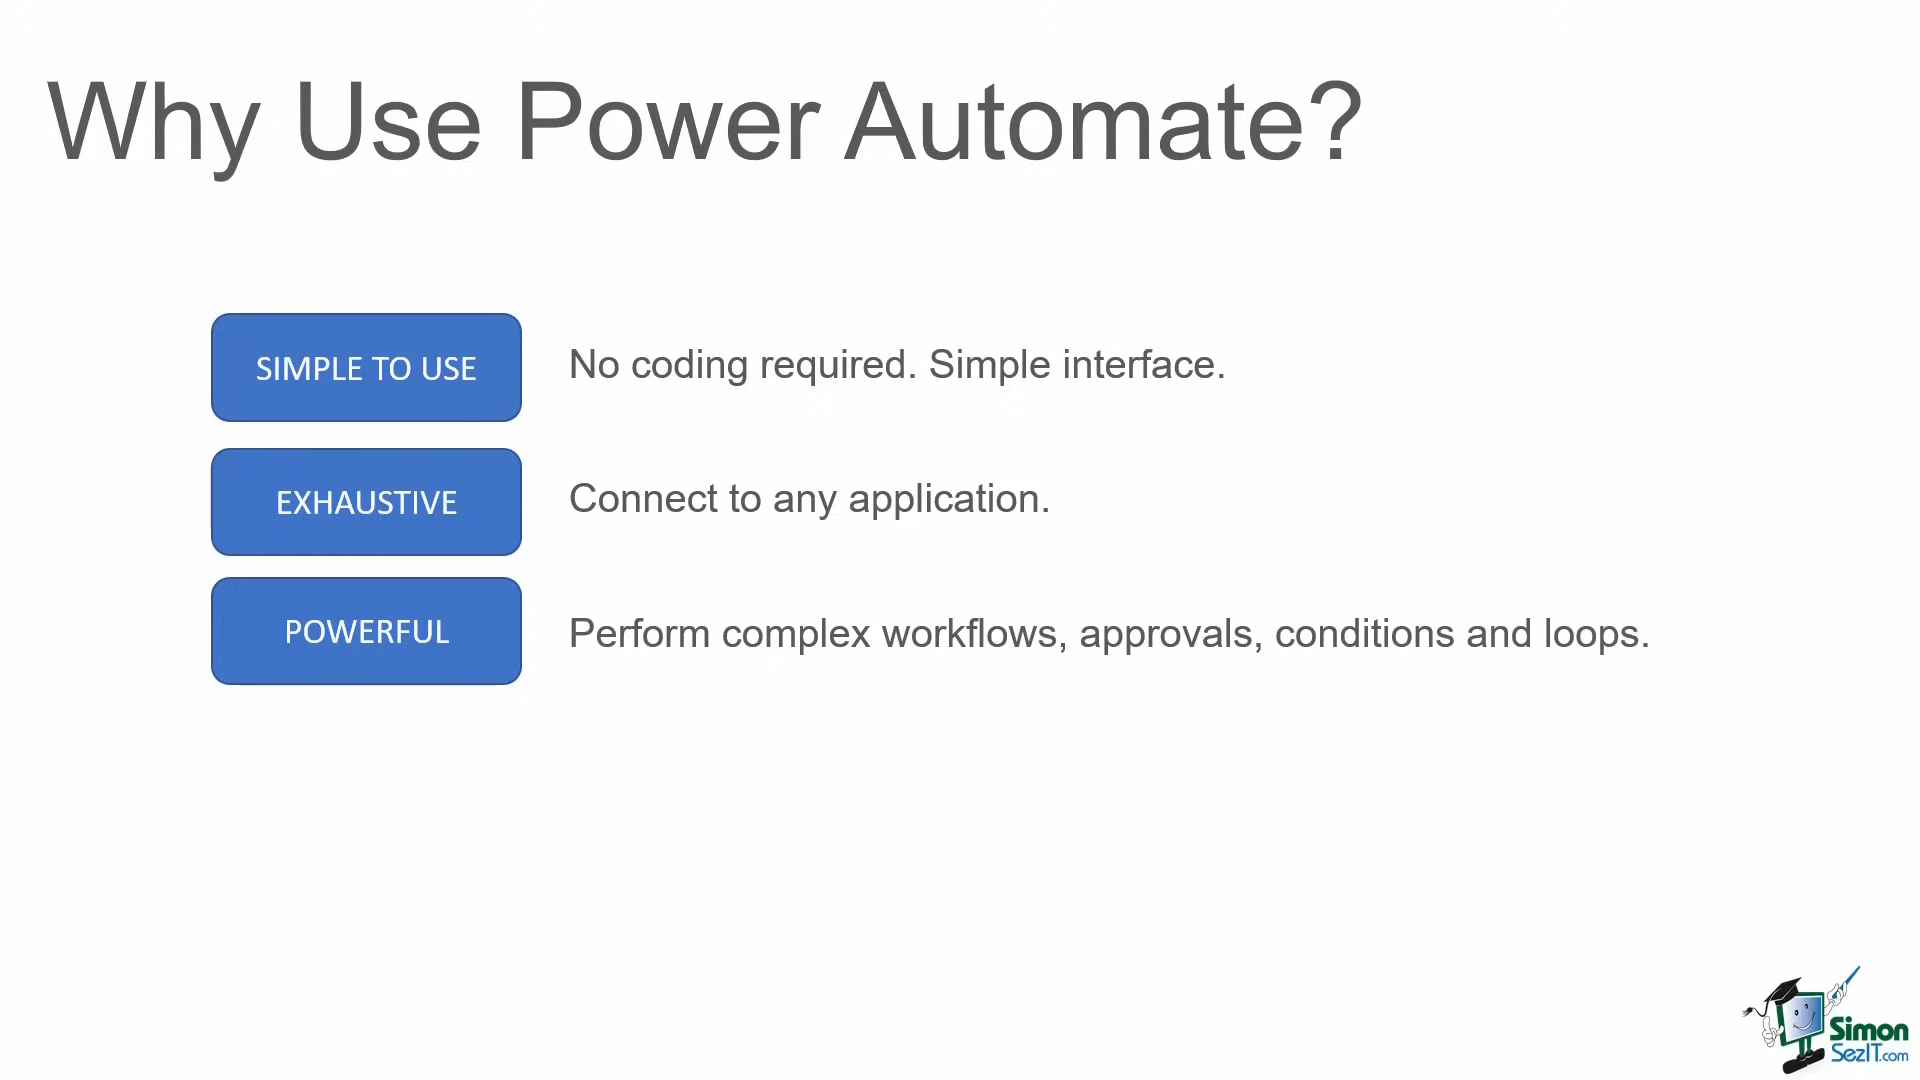 Why Use Power Automate?
SIMPLE TO USE
No coding required. Simple interface.
EXHAUSTIVE
Connect to any application.
POWERFUL
Perform complex workflows, approvals, conditions and loops.
Simon
SezIT.com